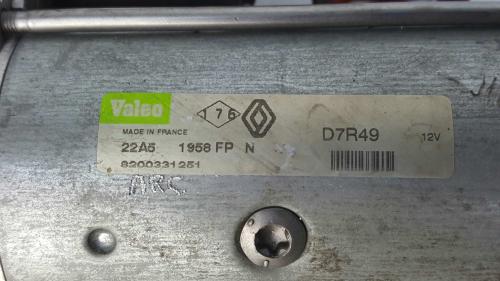 Valeo 176
MADE IN FRANCE
D7R49 12V
22A5 1958 FP N
8200331251
ARC